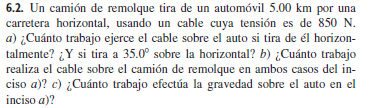 6.2. Un camión de remolque tira de un automóvil 5.00 km por una
carretera horizontal, usando un cable cuya tensión es de 850 N.
a) ¿Cuánto trabajo ejerce el cable sobre el auto si tira de él horizon-
talmente? ¿Y si tira a 35.0° sobre la horizontal? b) ¿Cuánto trabajo
realiza el cable sobre el camión de remolque en ambos casos del in-
ciso a)? c) ¿Cuánto trabajo efectúa la gravedad sobre el auto en el
inciso a)?